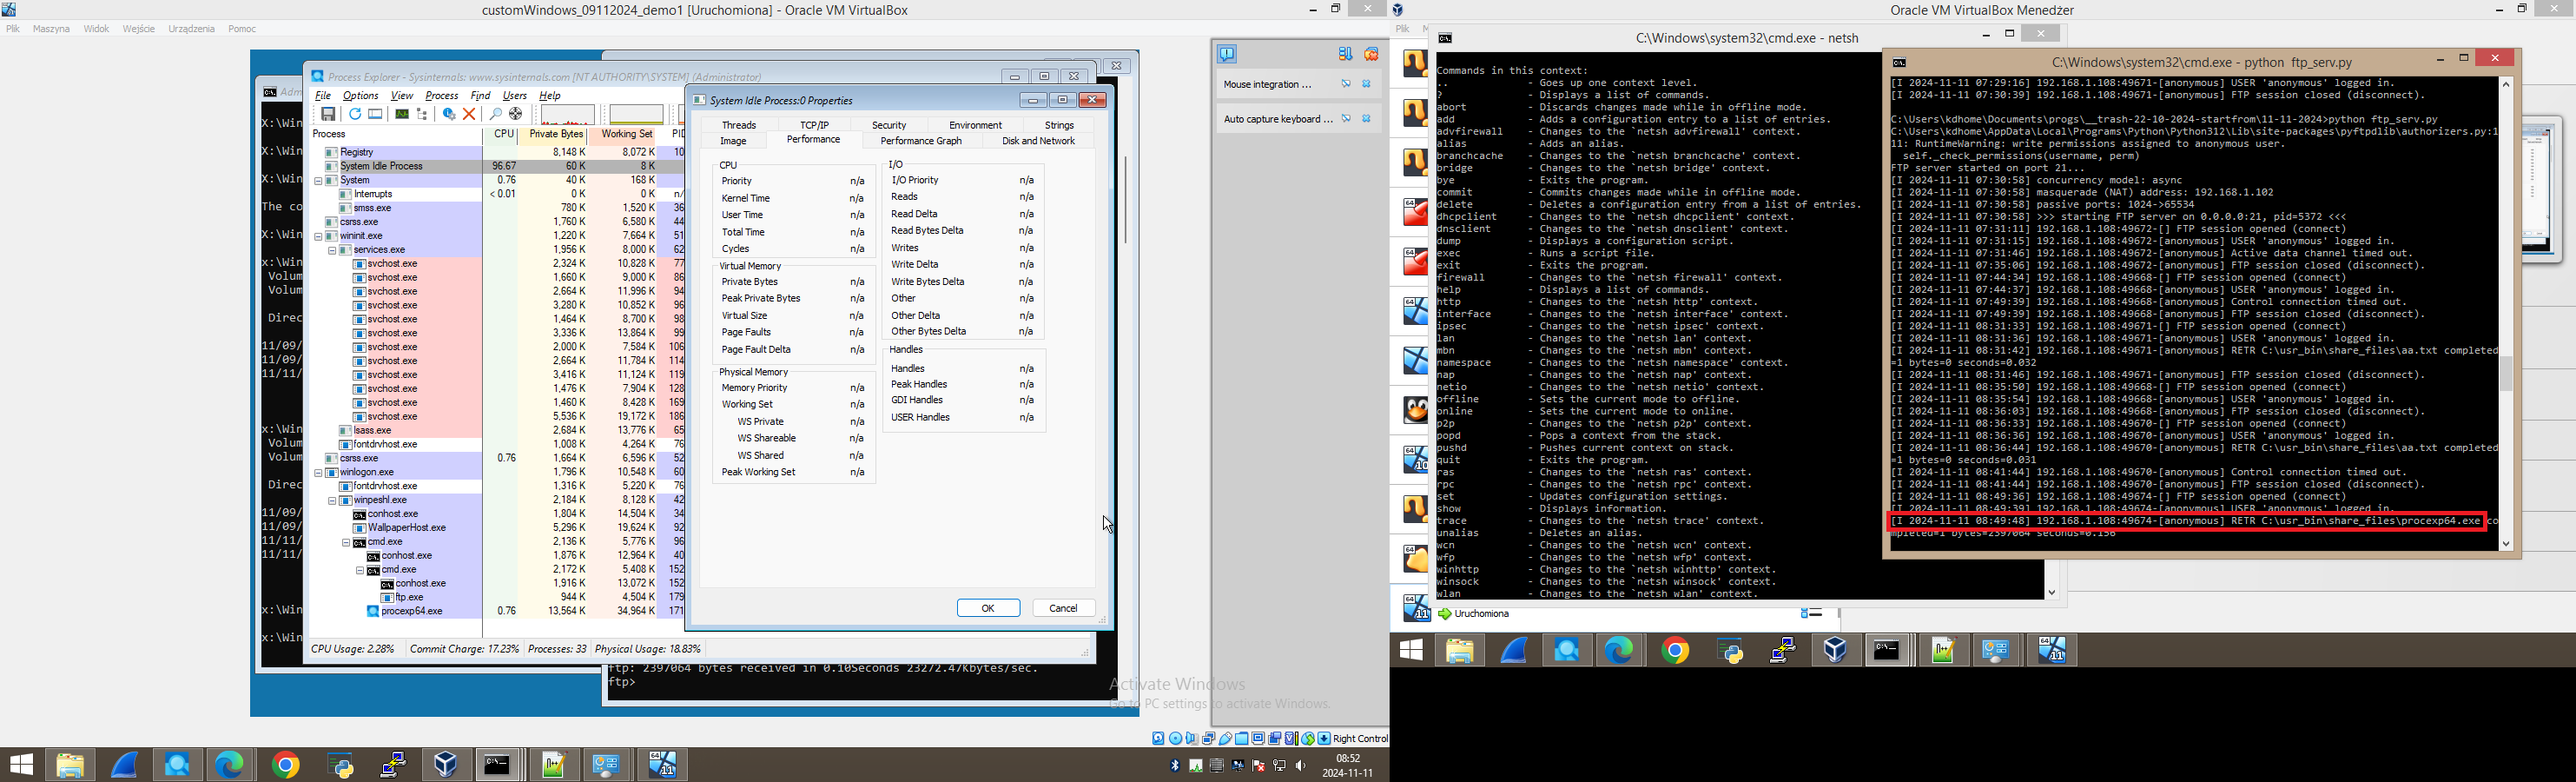 customWindows_09112024_demo1 [Uruchomiona] - Oracle VM VirtualBox
Plik Maszyna Widok Wejście Urządzenia Pomoc
Process Explorer - Sysinternals: www.sysinternals.com [NT AUTHORITY\SYSTEM] (Administrator)
File Options View Process Find Users Help
Process CPU Private Bytes Working Set PID
Registry 8,148 K 8,072 K 10
System Idle Process 96.67 60 K 8 K
System 0.76 40 K 168 K
Interrupts < 0.01 0 K 0 K n/
smss.exe 780 K 1,520 K 36
csrss.exe 1,760 K 6,580 K 44
wininit.exe 1,220 K 7,664 K 51
services.exe 1,956 K 8,000 K 62
svchost.exe 2,324 K 10,828 K 77
svchost.exe 1,660 K 9,000 K 86
svchost.exe 2,664 K 11,996 K 94
svchost.exe 3,280 K 10,852 K 96
svchost.exe 1,464 K 8,700 K 98
svchost.exe 3,336 K 13,864 K 99
svchost.exe 2,000 K 7,584 K 106
svchost.exe 2,664 K 11,784 K 114
svchost.exe 3,416 K 11,124 K 119
svchost.exe 1,476 K 7,904 K 128
svchost.exe 1,460 K 8,428 K 169
svchost.exe 5,536 K 19,172 K 186
lsass.exe 2,684 K 13,776 K 65
fontdrvhost.exe 1,008 K 4,264 K 76
csrss.exe 0.76 1,664 K 6,596 K 52
winlogon.exe 1,796 K 10,548 K 60
fontdrvhost.exe 1,316 K 5,220 K 76
winpeshl.exe 2,184 K 8,128 K 42
conhost.exe 1,804 K 14,504 K 34
WallpaperHost.exe 5,296 K 19,624 K 92
cmd.exe 2,136 K 5,776 K 96
conhost.exe 1,876 K 12,964 K 40
cmd.exe 2,172 K 5,408 K 152
conhost.exe 1,916 K 13,072 K 152
ftp.exe 944 K 4,504 K 179
procexp64.exe 0.76 13,564 K 34,964 K 171
CPU Usage: 2.28% Commit Charge: 17.23% Processes: 33 Physical Usage: 18.83%
System Idle Process:0 Properties
Threads TCP/IP Security Environment Strings
Image Performance Performance Graph Disk and Network
CPU
Priority n/a
Kernel Time n/a
User Time n/a
Total Time n/a
Cycles n/a
Virtual Memory
Private Bytes n/a
Peak Private Bytes n/a
Virtual Size n/a
Page Faults n/a
Page Fault Delta n/a
Physical Memory
Memory Priority n/a
Working Set n/a
WS Private n/a
WS Shareable n/a
WS Shared n/a
Peak Working Set n/a
I/O
I/O Priority n/a
Reads n/a
Read Delta n/a
Read Bytes Delta n/a
Writes n/a
Write Delta n/a
Write Bytes Delta n/a
Other n/a
Other Delta n/a
Other Bytes Delta n/a
Handles
Handles n/a
Peak Handles n/a
GDI Handles n/a
USER Handles n/a
OK Cancel
ftp: 2397064 bytes received in 0.10Seconds 23272.47Kbytes/sec.
ftp>
Activate Windows
Go to PC settings to activate Windows.
Mouse integration ...
Auto capture keyboard ...
Right Control
08:52
2024-11-11
Oracle VM VirtualBox Menedżer
Plik
C:\Windows\system32\cmd.exe - netsh
Commands in this context:
.. - Goes up one context level.
? - Displays a list of commands.
abort - Discards changes made while in offline mode.
add - Adds a configuration entry to a list of entries.
advfirewall - Changes to the `netsh advfirewall' context.
alias - Adds an alias.
branchcache - Changes to the `netsh branchcache' context.
bridge - Changes to the `netsh bridge' context.
bye - Exits the program.
commit - Commits changes made while in offline mode.
delete - Deletes a configuration entry from a list of entries.
dhcpclient - Changes to the `netsh dhcpclient' context.
dnsclient - Changes to the `netsh dnsclient' context.
dump - Displays a configuration script.
exec - Runs a script file.
exit - Exits the program.
firewall - Changes to the `netsh firewall' context.
help - Displays a list of commands.
http - Changes to the `netsh http' context.
interface - Changes to the `netsh interface' context.
ipsec - Changes to the `netsh ipsec' context.
lan - Changes to the `netsh lan' context.
mbn - Changes to the `netsh mbn' context.
namespace - Changes to the `netsh namespace' context.
nap - Changes to the `netsh nap' context.
netio - Changes to the `netsh netio' context.
offline - Sets the current mode to offline.
online - Sets the current mode to online.
p2p - Changes to the `netsh p2p' context.
popd - Pops a context from the stack.
pushd - Pushes current context on stack.
quit - Exits the program.
ras - Changes to the `netsh ras' context.
rpc - Changes to the `netsh rpc' context.
set - Updates configuration settings.
show - Displays information.
trace - Changes to the `netsh trace' context.
unalias - Deletes an alias.
wcn - Changes to the `netsh wcn' context.
wfp - Changes to the `netsh wfp' context.
winhttp - Changes to the `netsh winhttp' context.
winsock - Changes to the `netsh winsock' context.
wlan - Changes to the `netsh wlan' context.
Uruchomiona
C:\Windows\system32\cmd.exe - python ftp_serv.py
[I 2024-11-11 07:29:16] 192.168.1.108:49671-[anonymous] USER 'anonymous' logged in.
[I 2024-11-11 07:30:39] 192.168.1.108:49671-[anonymous] FTP session closed (disconnect).
C:\Users\kdhome\Documents\progs\__trash-22-10-2024-startfrom\11-11-2024>python ftp_serv.py
C:\Users\kdhome\AppData\Local\Programs\Python\Python312\Lib\site-packages\pyftpdlib\authorizers.py:1
11: RuntimeWarning: write permissions assigned to anonymous user.
self._check_permissions(username, perm)
FTP server started on port 21...
[I 2024-11-11 07:30:58] concurrency model: async
[I 2024-11-11 07:30:58] masquerade (NAT) address: 192.168.1.102
[I 2024-11-11 07:30:58] passive ports: 1024->65534
[I 2024-11-11 07:30:58] >>> starting FTP server on 0.0.0.0:21, pid=5372 <<<
[I 2024-11-11 07:31:11] 192.168.1.108:49672-[] FTP session opened (connect)
[I 2024-11-11 07:31:15] 192.168.1.108:49672-[anonymous] USER 'anonymous' logged in.
[I 2024-11-11 07:31:46] 192.168.1.108:49672-[anonymous] Active data channel timed out.
[I 2024-11-11 07:35:06] 192.168.1.108:49672-[anonymous] FTP session closed (disconnect).
[I 2024-11-11 07:44:34] 192.168.1.108:49668-[] FTP session opened (connect)
[I 2024-11-11 07:44:37] 192.168.1.108:49668-[anonymous] USER 'anonymous' logged in.
[I 2024-11-11 07:49:39] 192.168.1.108:49668-[anonymous] Control connection timed out.
[I 2024-11-11 07:49:39] 192.168.1.108:49668-[anonymous] FTP session closed (disconnect).
[I 2024-11-11 08:31:33] 192.168.1.108:49671-[] FTP session opened (connect)
[I 2024-11-11 08:31:36] 192.168.1.108:49671-[anonymous] USER 'anonymous' logged in.
[I 2024-11-11 08:31:42] 192.168.1.108:49671-[anonymous] RETR C:\usr_bin\share_files\aa.txt completed
=1 bytes=0 seconds=0.032
[I 2024-11-11 08:31:46] 192.168.1.108:49671-[anonymous] FTP session closed (disconnect).
[I 2024-11-11 08:35:50] 192.168.1.108:49668-[] FTP session opened (connect)
[I 2024-11-11 08:35:54] 192.168.1.108:49668-[anonymous] USER 'anonymous' logged in.
[I 2024-11-11 08:36:03] 192.168.1.108:49668-[anonymous] FTP session closed (disconnect).
[I 2024-11-11 08:36:33] 192.168.1.108:49670-[] FTP session opened (connect)
[I 2024-11-11 08:36:36] 192.168.1.108:49670-[anonymous] USER 'anonymous' logged in.
[I 2024-11-11 08:36:44] 192.168.1.108:49670-[anonymous] RETR C:\usr_bin\share_files\aa.txt completed
=1 bytes=0 seconds=0.031
[I 2024-11-11 08:41:44] 192.168.1.108:49670-[anonymous] Control connection timed out.
[I 2024-11-11 08:41:44] 192.168.1.108:49670-[anonymous] FTP session closed (disconnect).
[I 2024-11-11 08:49:36] 192.168.1.108:49674-[] FTP session opened (connect)
[I 2024-11-11 08:49:39] 192.168.1.108:49674-[anonymous] USER 'anonymous' logged in.
[I 2024-11-11 08:49:48] 192.168.1.108:49674-[anonymous] RETR C:\usr_bin\share_files\procexp64.exe co
mpleted=1 bytes=2397064 seconds=0.156